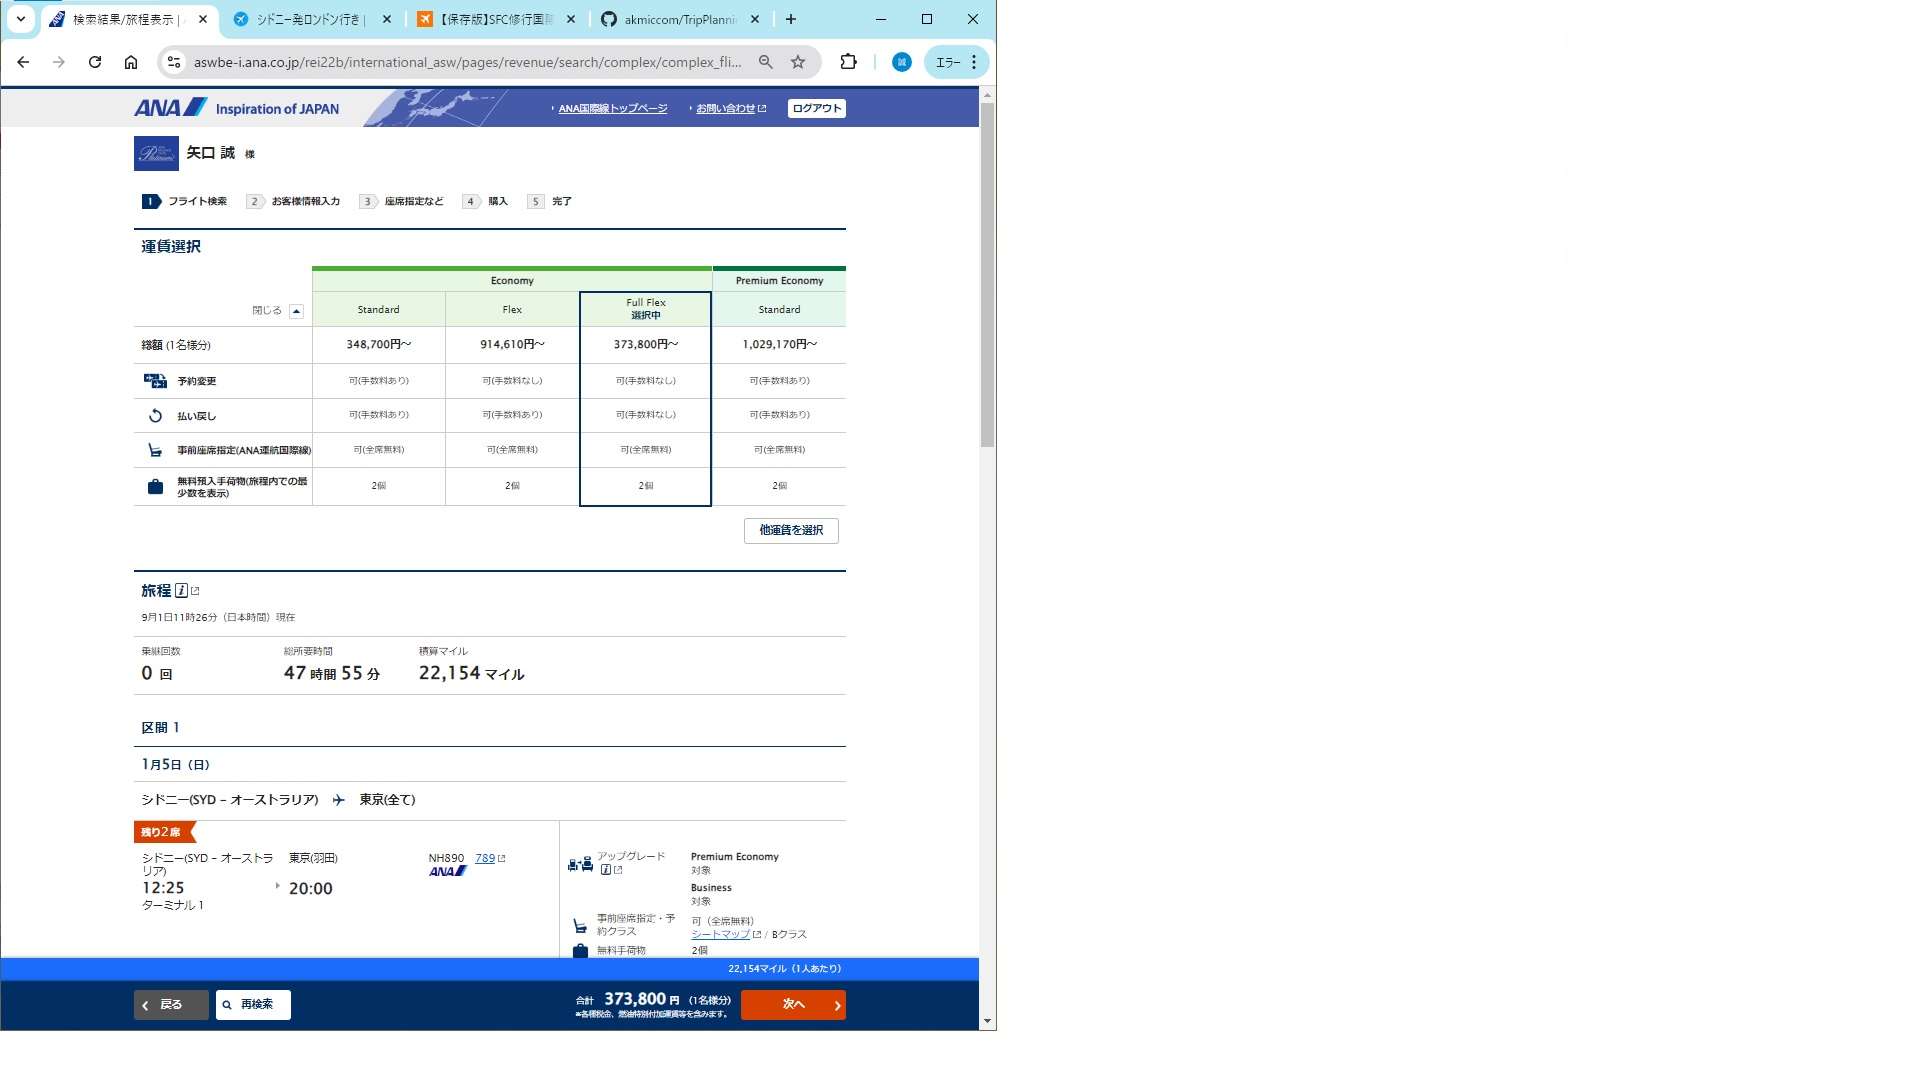 検索結果/旅程表示 |
シドニー発ロンドン行き |
【保存版】SFC修行国際
akmiccom/TripPlanni
aswbe-i.ana.co.jp/rei22b/international_asw/pages/revenue/search/complex/complex_fli...
誠
エラー
ANA Inspiration of JAPAN
ANA国際線トップページ
お問い合わせ
ログアウト
Platinum
矢口 誠 様
1 フライト検索 2 お客様情報入力 3 座席指定など 4 購入 5 完了
運賃選択
Economy Premium Economy
閉じる Standard Flex Full Flex 選択中 Standard
総額 (1名様分) 348,700円～ 914,610円～ 373,800円～ 1,029,170円～
予約変更 可(手数料あり) 可(手数料なし) 可(手数料なし) 可(手数料あり)
払い戻し 可(手数料あり) 可(手数料あり) 可(手数料なし) 可(手数料あり)
事前座席指定(ANA運航国際線) 可(全席無料) 可(全席無料) 可(全席無料) 可(全席無料)
無料預入手荷物(旅程内での最少数を表示) 2個 2個 2個 2個
他運賃を選択
旅程 i
9月1日11時26分（日本時間）現在
乗継回数 総所要時間 積算マイル
0 回 47 時間 55 分 22,154 マイル
区間 1
1月5日（日）
シドニー(SYD - オーストラリア) 東京(全て)
残り2席
シドニー(SYD - オーストラリア) 東京(羽田) NH890 789
ANA
12:25 20:00
ターミナル 1
アップグレード i Premium Economy
対象
Business
対象
事前座席指定・予約クラス 可（全席無料）
シートマップ / Bクラス
無料手荷物 2個
22,154マイル（1人あたり）
戻る
再検索
合計 373,800 円 （1名様分）
※各種税金、燃油特別付加運賃等を含みます。
次へ